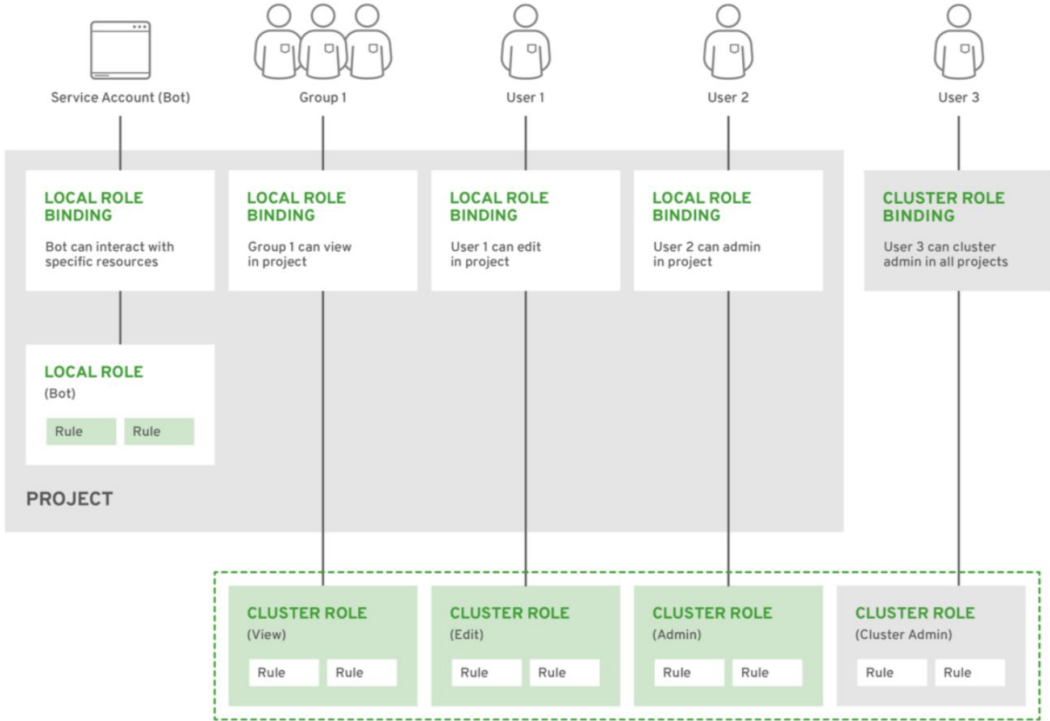 Service Account (Bot)
Group 1
User 1
User 2
User 3
LOCAL ROLE
BINDING
Bot can interact with
specific resources
LOCAL ROLE
BINDING
Group 1 can view
in project
LOCAL ROLE
BINDING
User 1 can edit
in project
LOCAL ROLE
BINDING
User 2 can admin
in project
CLUSTER ROLE
BINDING
User 3 can cluster
admin in all projects
LOCAL ROLE
(Bot)
Rule
Rule
PROJECT
CLUSTER ROLE
(View)
Rule
Rule
CLUSTER ROLE
(Edit)
Rule
Rule
CLUSTER ROLE
(Admin)
Rule
Rule
CLUSTER ROLE
(Cluster Admin)
Rule
Rule